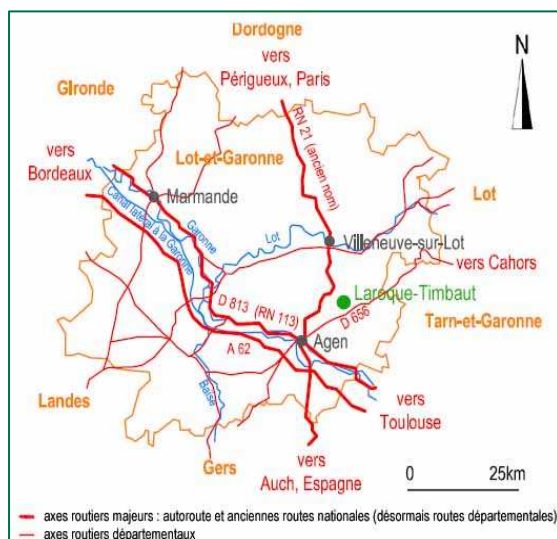 Dordogne
vers
Périgueux, Paris
N
Gironde
RN 21 (ancien nom)
vers
Bordeaux
Lot-et-Garonne
Lot
Marmande
Canal latéral à la Garonne
Garonne
Lot
Villeneuve-sur-Lot
vers Cahors
Laroque-Timbaut
D 813 (RN 113)
D 656
Tarn-et-Garonne
A 62
Agen
Landes
Baïse
vers
Toulouse
Gers
vers
Auch, Espagne
0 25km
axes routiers majeurs : autoroute et anciennes routes nationales (désormais routes départementales)
axes routiers départementaux